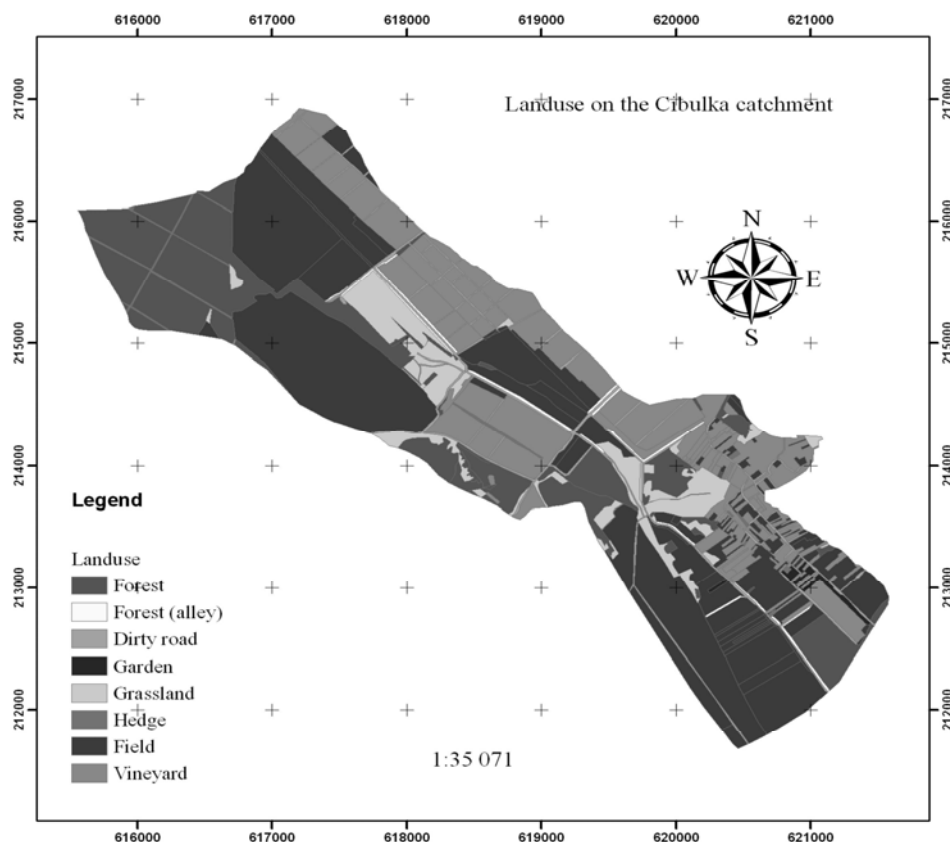 616000 617000 618000 619000 620000 621000
217000 217000
Landuse on the Cibulka catchment
216000 216000
N
W E
S
215000 215000
214000 214000
Legend
Landuse
Forest
213000 213000
Forest (alley)
Dirty road
Garden
Grassland
212000 212000
Hedge
Field
1:35 071
Vineyard
616000 617000 618000 619000 620000 621000